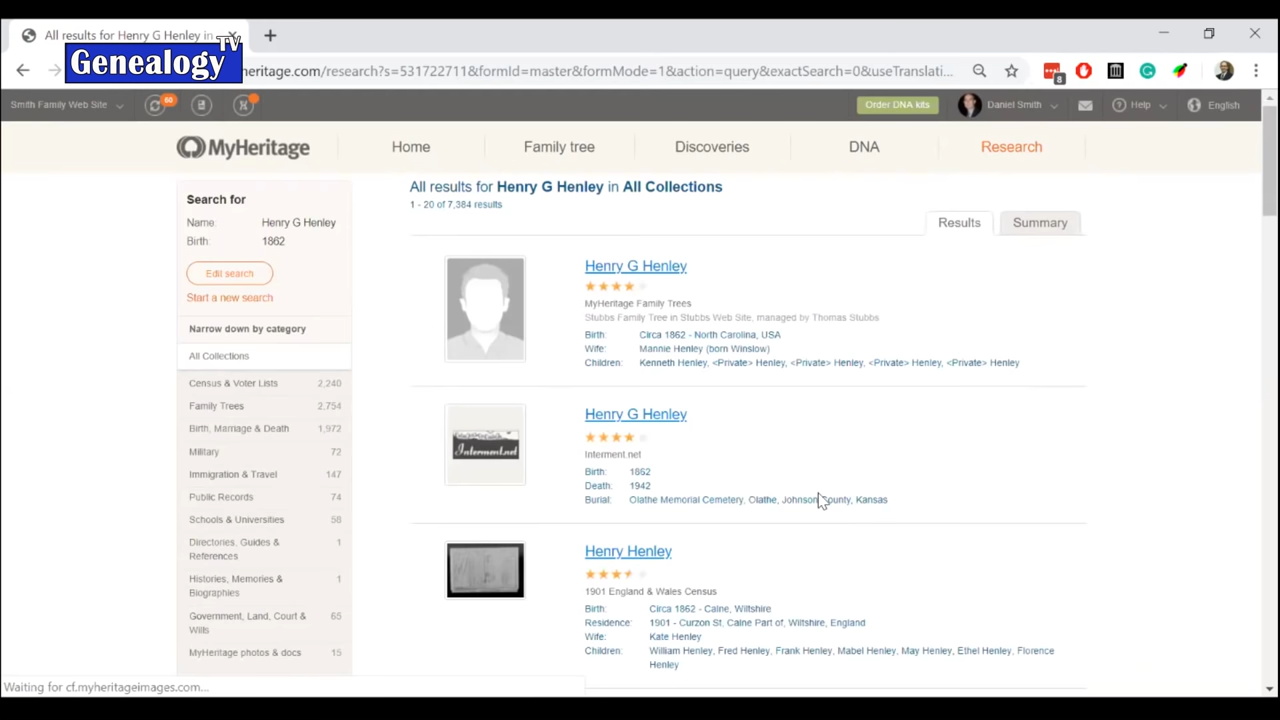 All results for Henry G Henley in
Genealogy TV
heritage.com/research?s=531722711&formId=master&formMode=1&action=query&exactSearch=0&useTranslati...
8
Smith Family Web Site
60
Order DNA kits
Daniel Smith
Help
English
MyHeritage
Home
Family tree
Discoveries
DNA
Research
Search for
Name: Henry G Henley
Birth: 1862
Edit search
Start a new search
Narrow down by category
All Collections
Census & Voter Lists 2,240
Family Trees 2,754
Birth, Marriage & Death 1,972
Military 72
Immigration & Travel 147
Public Records 74
Schools & Universities 58
Directories, Guides & References 1
Histories, Memories & Biographies 1
Government, Land, Court & Wills 65
MyHeritage photos & docs 15
All results for Henry G Henley in All Collections
1 - 20 of 7,384 results
Results
Summary
Henry G Henley
MyHeritage Family Trees
Stubbs Family Tree in Stubbs Web Site, managed by Thomas Stubbs
Birth: Circa 1862 - North Carolina, USA
Wife: Mannie Henley (born Winslow)
Children: Kenneth Henley, <Private> Henley, <Private> Henley, <Private> Henley, <Private> Henley
Interment.net
Henry G Henley
Interment.net
Birth: 1862
Death: 1942
Burial: Olathe Memorial Cemetery, Olathe, Johnson County, Kansas
Henry Henley
1901 England & Wales Census
Birth: Circa 1862 - Calne, Wiltshire
Residence: 1901 - Curzon St, Calne Part of, Wiltshire, England
Wife: Kate Henley
Children: William Henley, Fred Henley, Frank Henley, Mabel Henley, May Henley, Ethel Henley, Florence
Henley
Waiting for cf.myheritageimages.com...